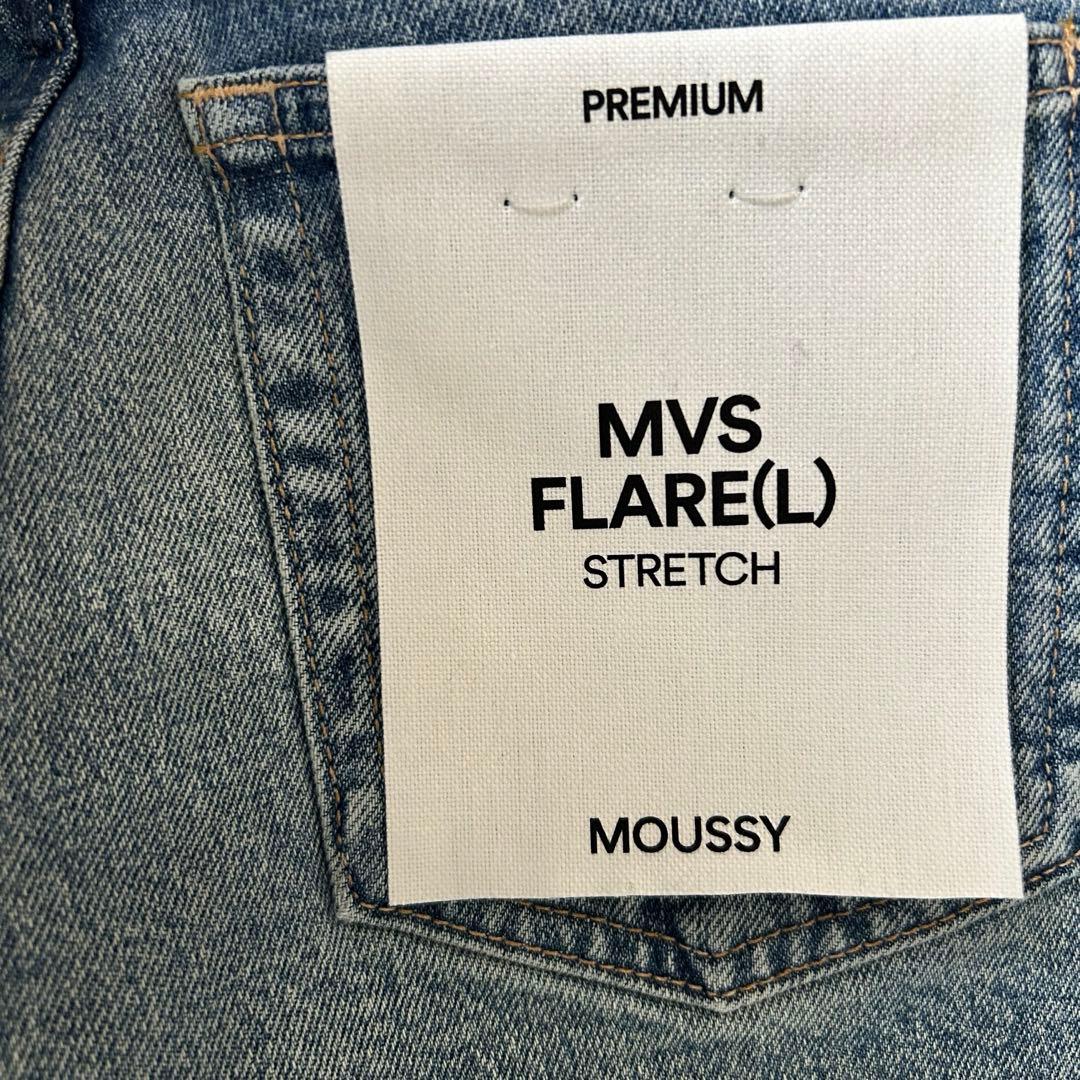 PREMIUM
MVS
FLARE(L)
STRETCH
MOUSSY